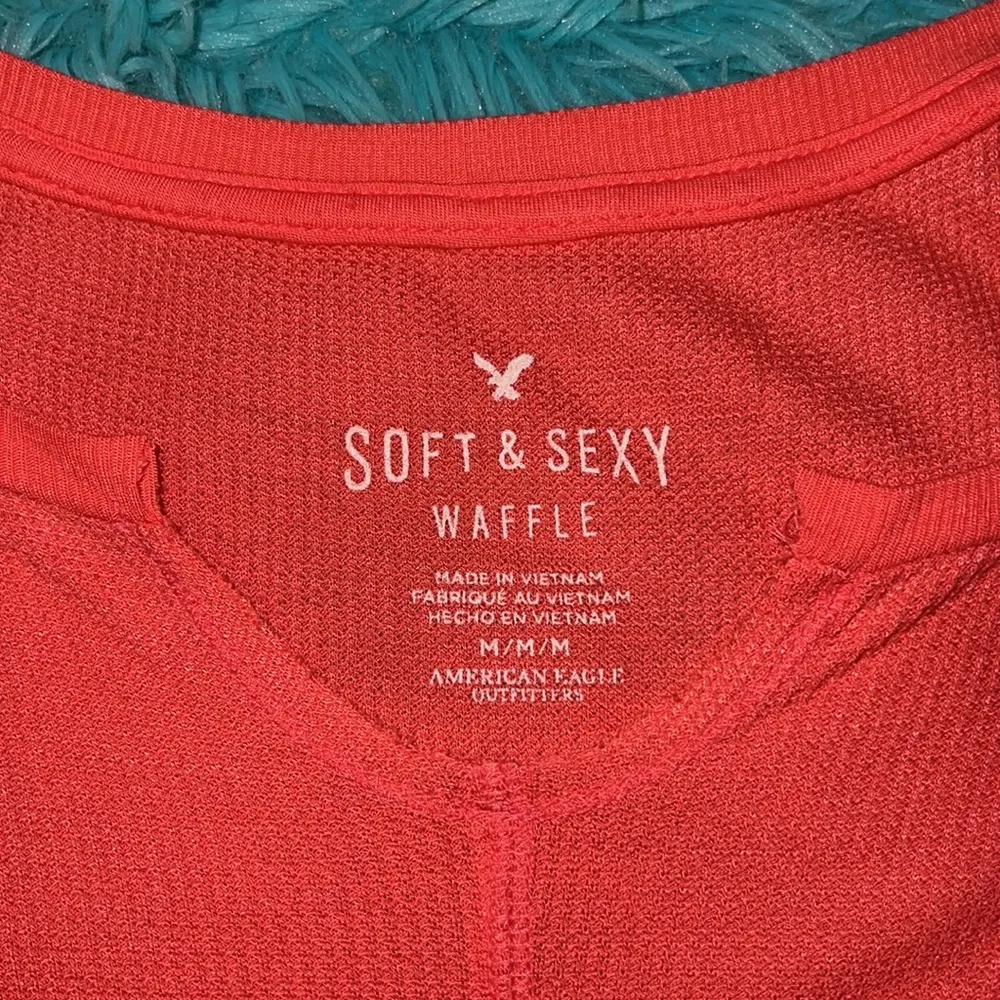 SOFT & SEXY
WAFFLE
MADE IN VIETNAM
FABRIQUÉ AU VIETNAM
HECHO EN VIETNAM
M/M/M
AMERICAN EAGLE
OUTFITTERS